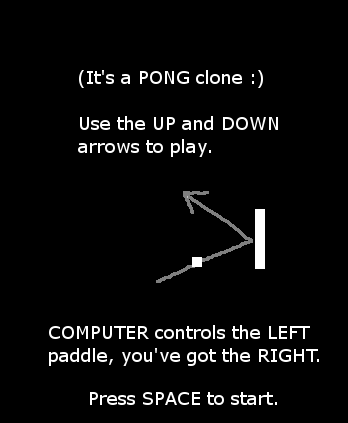 (It's a PONG clone :)
Use the UP and DOWN
arrows to play.
COMPUTER controls the LEFT
paddle, you've got the RIGHT.
Press SPACE to start.